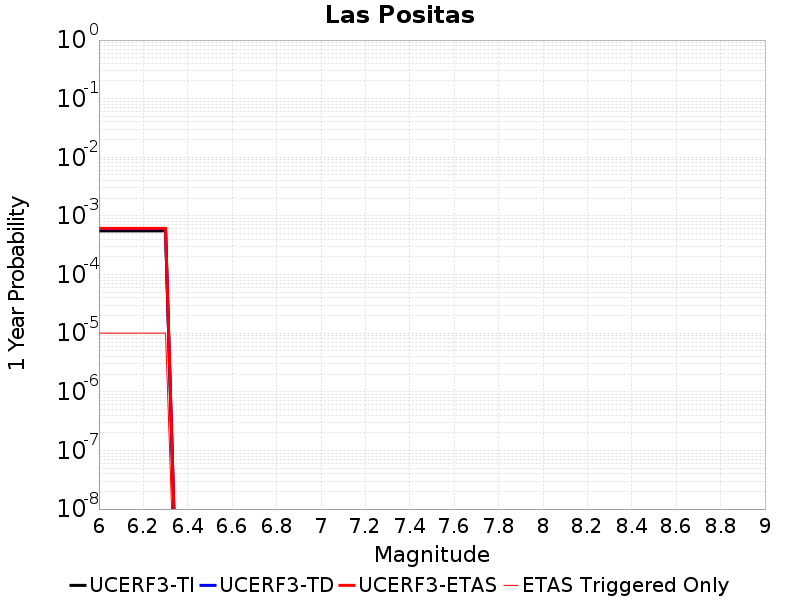 Las Positas
1 Year Probability
10^0
10^-1
10^-2
10^-3
10^-4
10^-5
10^-6
10^-7
10^-8
6 6.2 6.4 6.6 6.8 7 7.2 7.4 7.6 7.8 8 8.2 8.4 8.6 8.8 9
Magnitude
UCERF3-TI UCERF3-TD UCERF3-ETAS ETAS Triggered Only